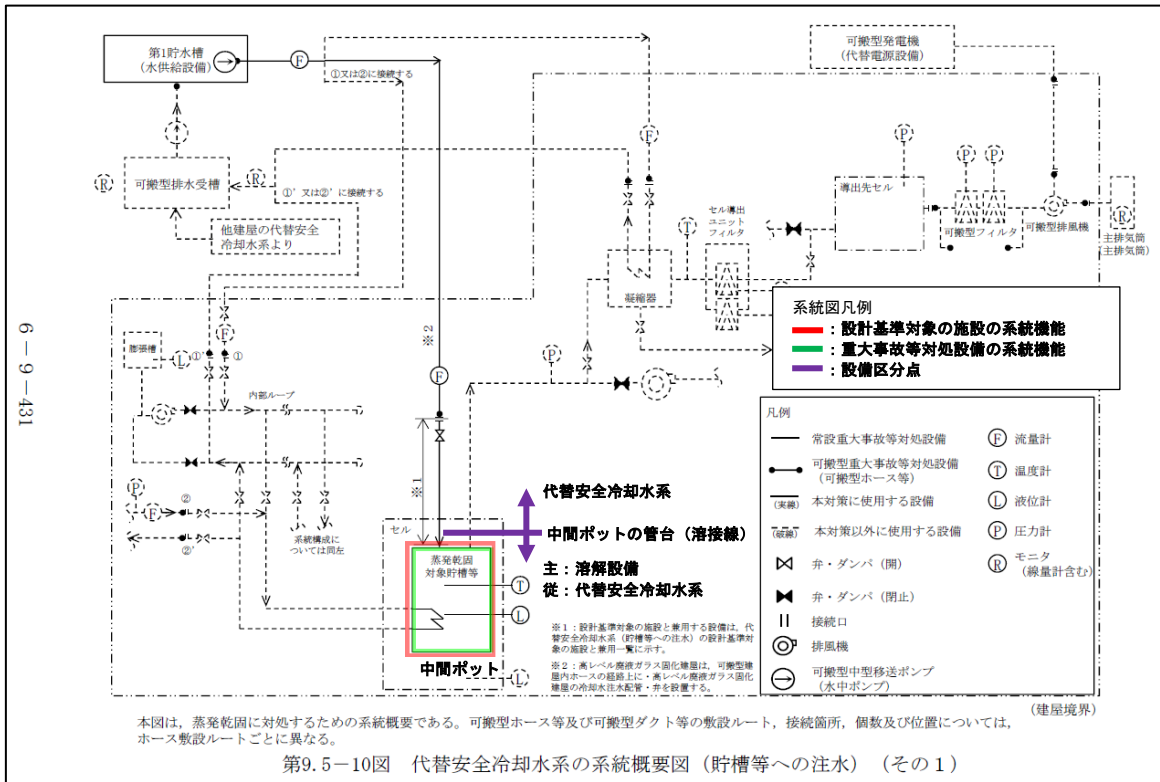 第1貯水槽
(水供給設備)
F
①又は②に接続する
可搬型発電機
(代替電源設備)
F
P
P
P
R
可搬型排水受槽
R
①’又は②’に接続する
他建屋の代替安全
冷却水系より
導出先セル
セル導出
ユニット
フィルタ
T
可搬型フィルタ
可搬型排風機
R
主排気筒
(主排気筒)
凝縮器
6-9-431
系統図凡例
：設計基準対象の施設の系統機能
：重大事故等対処設備の系統機能
：設備区分点
膨張槽
L
F
①’
①
※2
F
P
内部ループ
凡例
常設重大事故等対処設備
可搬型重大事故等対処設備
(可搬型ホース等)
(実線)
本対策に使用する設備
(破線)
本対策以外に使用する設備
弁・ダンパ(開)
弁・ダンパ(閉止)
接続口
排風機
可搬型中型移送ポンプ
(水中ポンプ)
F 流量計
T 温度計
L 液位計
P 圧力計
R モニタ
(線量計含む)
※1
P
F
②
②’
系統構成に
ついては同左
代替安全冷却水系
中間ポットの管台(溶接線)
主：溶解設備
従：代替安全冷却水系
セル
蒸発乾固
対象貯槽等
T
L
中間ポット
L
※1：設計基準対象の施設と兼用する設備は，代
替安全冷却水系(貯槽等への注水)の設計基準対
象の施設と兼用一覧に示す。
※2：高レベル廃液ガラス固化建屋は，可搬型建
屋内ホースの経路上に・高レベル廃液ガラス固化
建屋の冷却水注水配管・弁を設置する。
(建屋境界)
本図は，蒸発乾固に対処するための系統概要である。可搬型ホース等及び可搬型ダクト等の敷設ルート，接続箇所，個数及び位置については，
ホース敷設ルートごとに異なる。
第9.5-10図　代替安全冷却水系の系統概要図(貯槽等への注水)(その1)